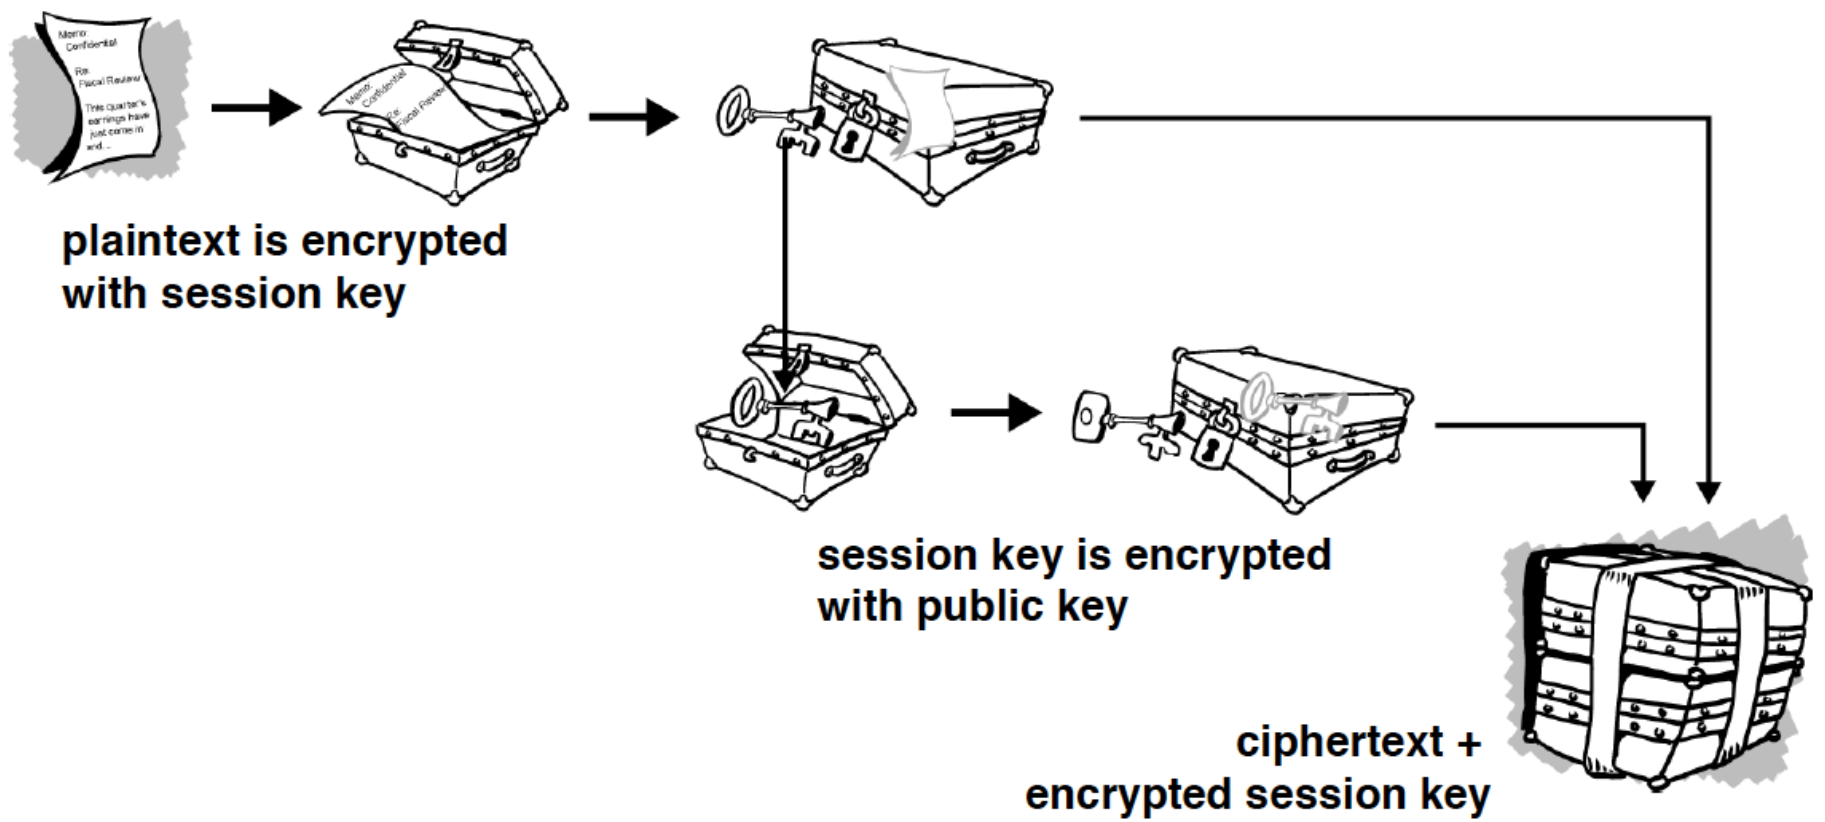 Memo:
Confidential
Re:
Fiscal Review
This quarter's
earnings have
just come in
and...
Memo:
Confidential
Re:
Fiscal Review
plaintext is encrypted
with session key
session key is encrypted
with public key
ciphertext +
encrypted session key